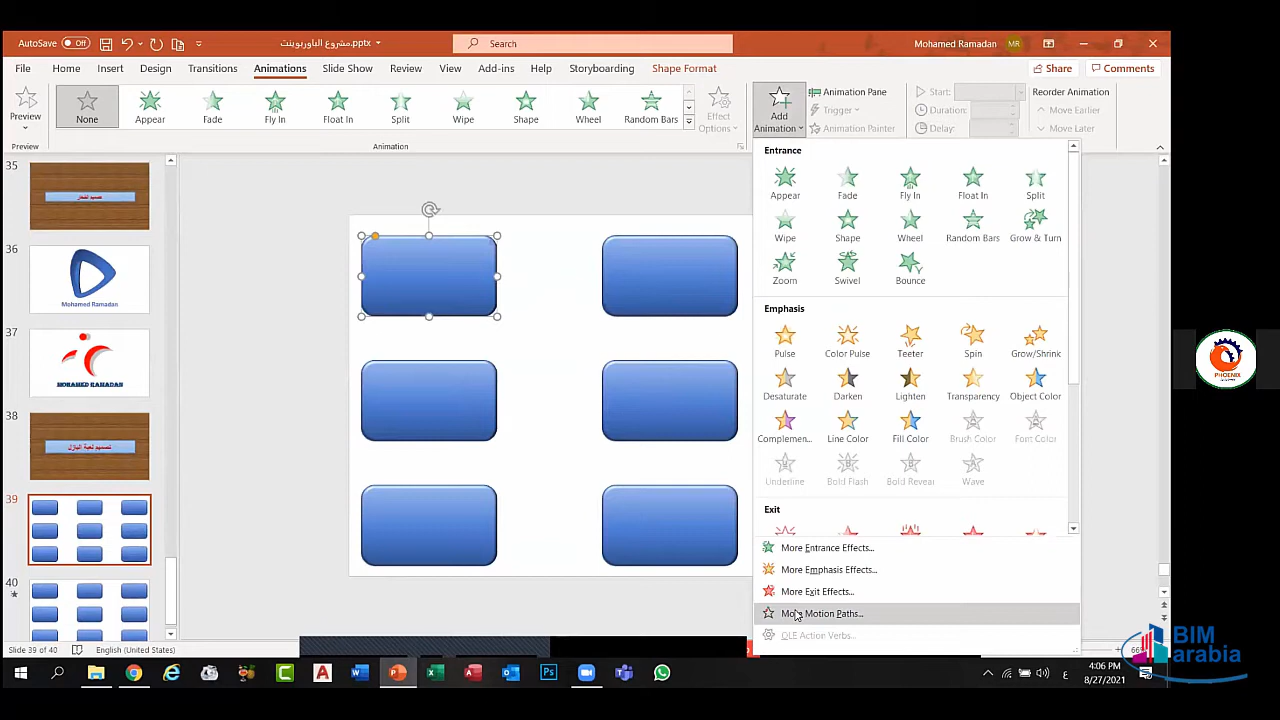 AutoSave Off مشروع الباوربوينت.pptx Search Mohamed Ramadan MR
File Home Insert Design Transitions Animations Slide Show Review View Add-ins Help Storyboarding Shape Format Share Comments
Preview None Appear Fade Fly In Float In Split Wipe Shape Wheel Random Bars Effect Options Add Animation
Animation Pane Start: Reorder Animation
Trigger Duration: Move Earlier
Animation Painter Delay: Move Later
Preview Animation
Entrance
Appear Fade Fly In Float In Split
Wipe Shape Wheel Random Bars Grow & Turn
Zoom Swivel Bounce
Emphasis
Pulse Color Pulse Teeter Spin Grow/Shrink
Desaturate Darken Lighten Transparency Object Color
Complemen... Line Color Fill Color Brush Color Font Color
Underline Bold Flash Bold Reveal Wave
Exit
More Entrance Effects...
More Emphasis Effects...
More Exit Effects...
More Motion Paths...
OLE Action Verbs...
35
تصميم شعار
36
Mohamed Ramadan
37
MOHAMED RAMADAN
38
تصميم لعبة البازل
39
40
Slide 39 of 40 English (United States)
PHOENIX
BIM
arabia
4:06 PM
8/27/2021
ع